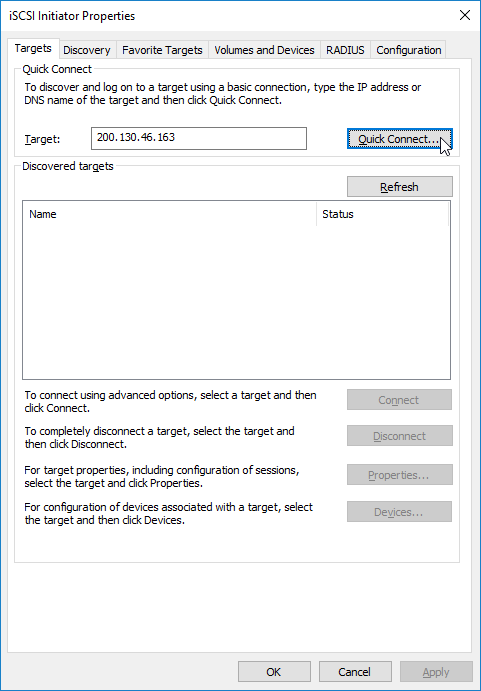 iSCSI Initiator Properties
Targets Discovery Favorite Targets Volumes and Devices RADIUS Configuration
Quick Connect
To discover and log on to a target using a basic connection, type the IP address or
DNS name of the target and then click Quick Connect.
Target: 200.130.46.163 Quick Connect...
Discovered targets
Refresh
Name Status
To connect using advanced options, select a target and then
click Connect.
Connect
To completely disconnect a target, select the target and
then click Disconnect.
Disconnect
For target properties, including configuration of sessions,
select the target and click Properties.
Properties...
For configuration of devices associated with a target, select
the target and then click Devices.
Devices...
OK Cancel Apply